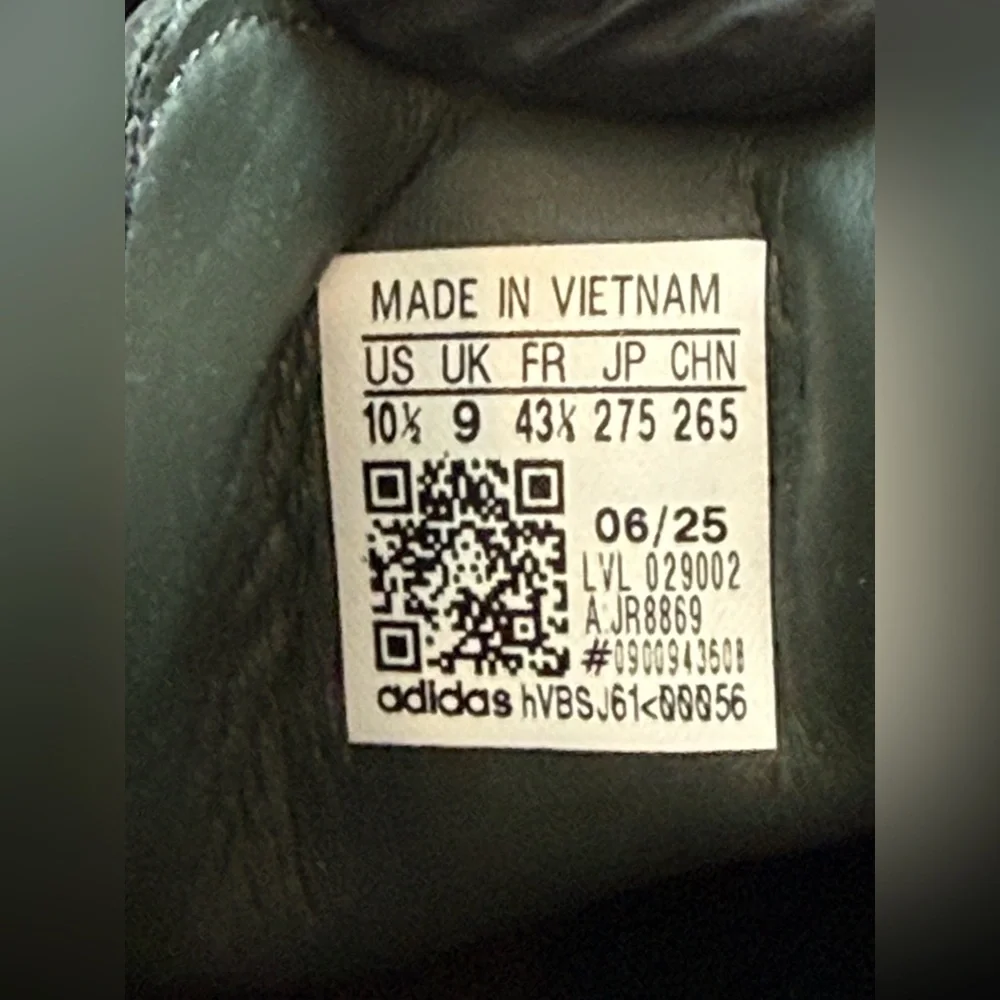 MADE IN VIETNAM
US UK FR JP CHN
10½ 9 43⅓ 275 265
06/25
LVL 029002
A:JR8869
#0900943608
adidas hVBSJ61<00056